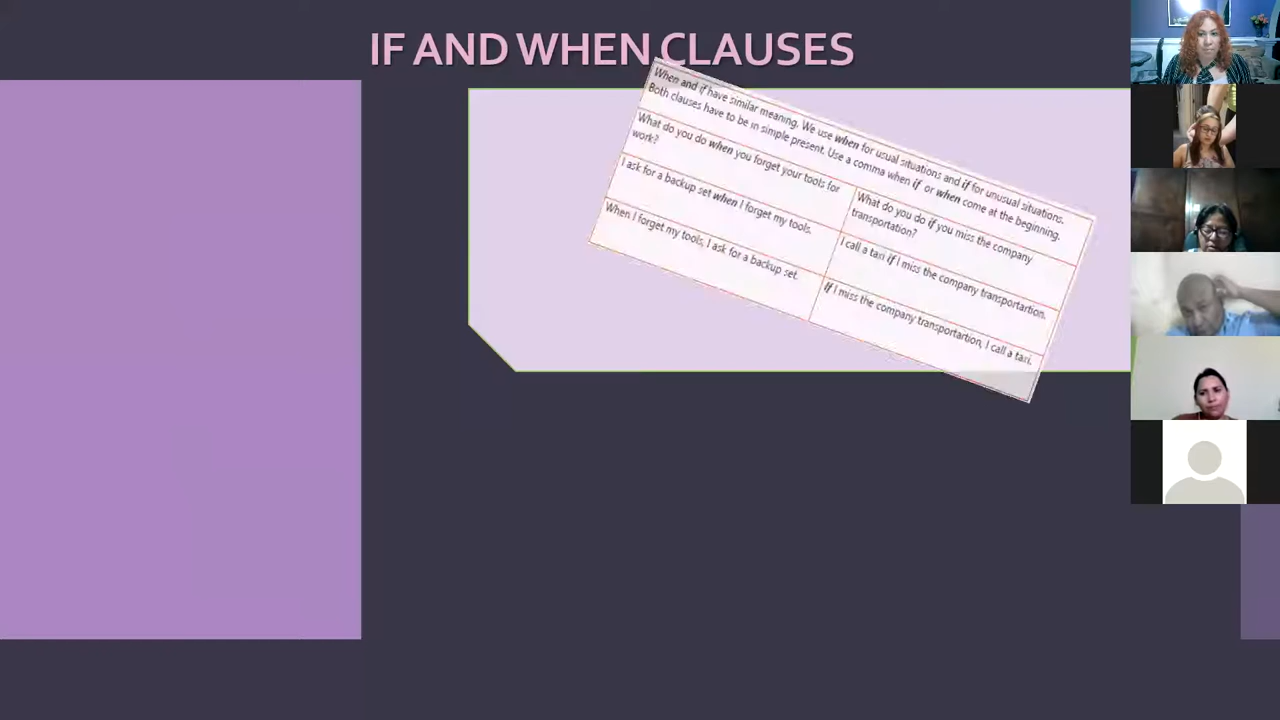 IF AND WHEN CLAUSES
When and if have similar meaning. We use when for usual situations and if for unusual situations.
Both clauses have to be in simple present. Use a comma when if or when come at the beginning.
What do you do when you forget your tools for
work?
What do you do if you miss the company
transportation?
I ask for a backup set when I forget my tools.
I call a taxi if I miss the company transportartion.
When I forget my tools, I ask for a backup set.
If I miss the company transportartion, I call a taxi.